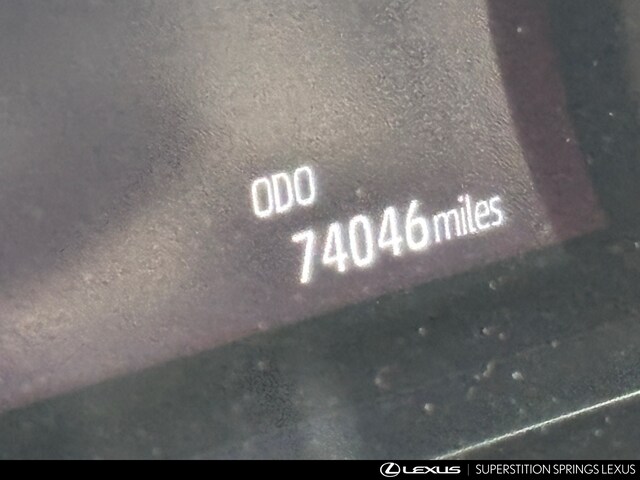 ODO
74046miles
LEXUS | SUPERSTITION SPRINGS LEXUS